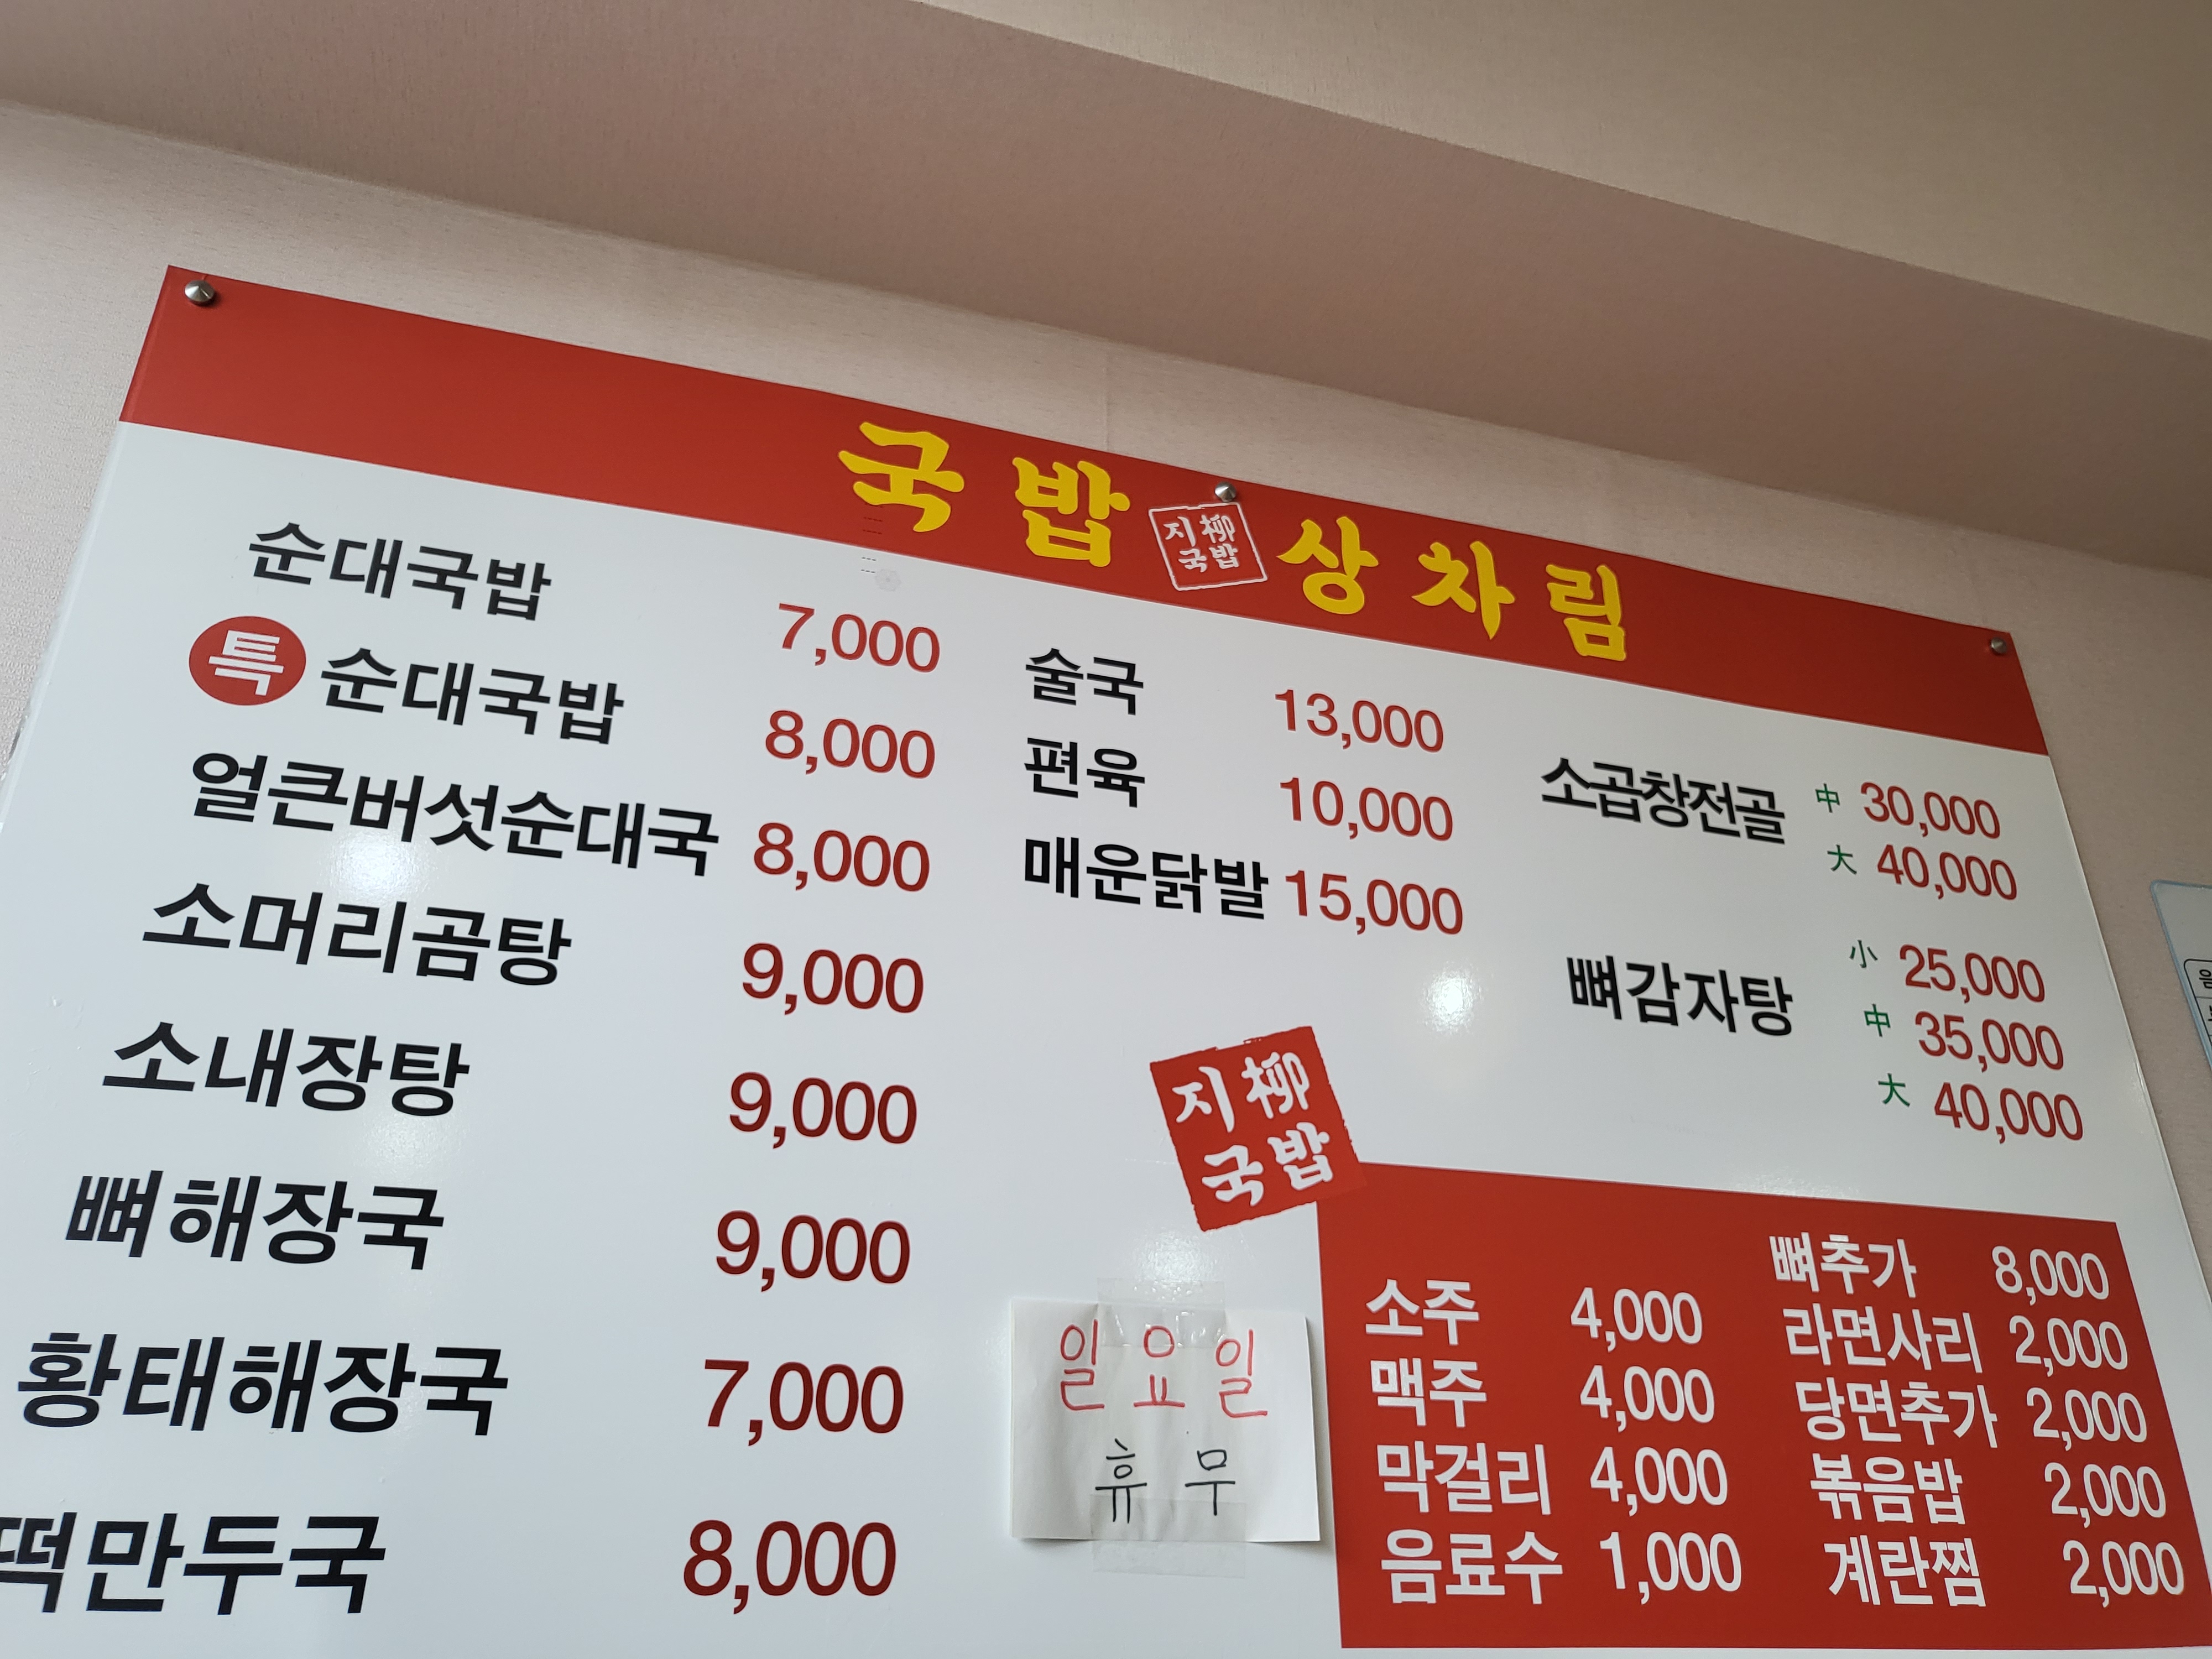 국밥 지柳국밥 상차림
순대국밥 7,000
특 순대국밥 8,000
얼큰버섯순대국 8,000
소머리곰탕 9,000
소내장탕 9,000
뼈해장국 9,000
황태해장국 7,000
떡만두국 8,000
술국 13,000
편육 10,000
매운닭발 15,000
소곱창전골 中 30,000
大 40,000
뼈감자탕 小 25,000
中 35,000
大 40,000
지柳
국밥
일요일
휴무
소주 4,000
맥주 4,000
막걸리 4,000
음료수 1,000
뼈추가 8,000
라면사리 2,000
당면추가 2,000
볶음밥 2,000
계란찜 2,000